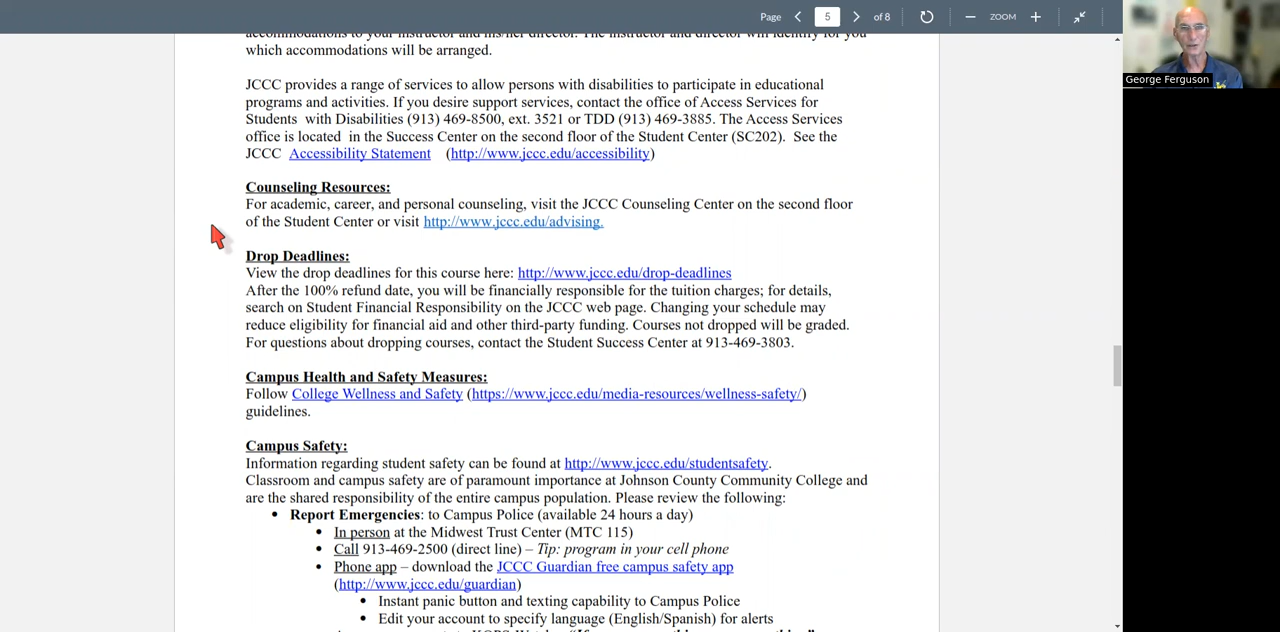 Page 5 of 8 ZOOM
accommodations to your instructor and his/her director. The instructor and director will identify for you
which accommodations will be arranged.
JCCC provides a range of services to allow persons with disabilities to participate in educational
programs and activities. If you desire support services, contact the office of Access Services for
Students with Disabilities (913) 469-8500, ext. 3521 or TDD (913) 469-3885. The Access Services
office is located in the Success Center on the second floor of the Student Center (SC202). See the
JCCC Accessibility Statement (http://www.jccc.edu/accessibility)
Counseling Resources:
For academic, career, and personal counseling, visit the JCCC Counseling Center on the second floor
of the Student Center or visit http://www.jccc.edu/advising.
Drop Deadlines:
View the drop deadlines for this course here: http://www.jccc.edu/drop-deadlines
After the 100% refund date, you will be financially responsible for the tuition charges; for details,
search on Student Financial Responsibility on the JCCC web page. Changing your schedule may
reduce eligibility for financial aid and other third-party funding. Courses not dropped will be graded.
For questions about dropping courses, contact the Student Success Center at 913-469-3803.
Campus Health and Safety Measures:
Follow College Wellness and Safety (https://www.jccc.edu/media-resources/wellness-safety/)
guidelines.
Campus Safety:
Information regarding student safety can be found at http://www.jccc.edu/studentsafety.
Classroom and campus safety are of paramount importance at Johnson County Community College and
are the shared responsibility of the entire campus population. Please review the following:
• Report Emergencies: to Campus Police (available 24 hours a day)
• In person at the Midwest Trust Center (MTC 115)
• Call 913-469-2500 (direct line) – Tip: program in your cell phone
• Phone app – download the JCCC Guardian free campus safety app
(http://www.jccc.edu/guardian)
• Instant panic button and texting capability to Campus Police
• Edit your account to specify language (English/Spanish) for alerts
George Ferguson